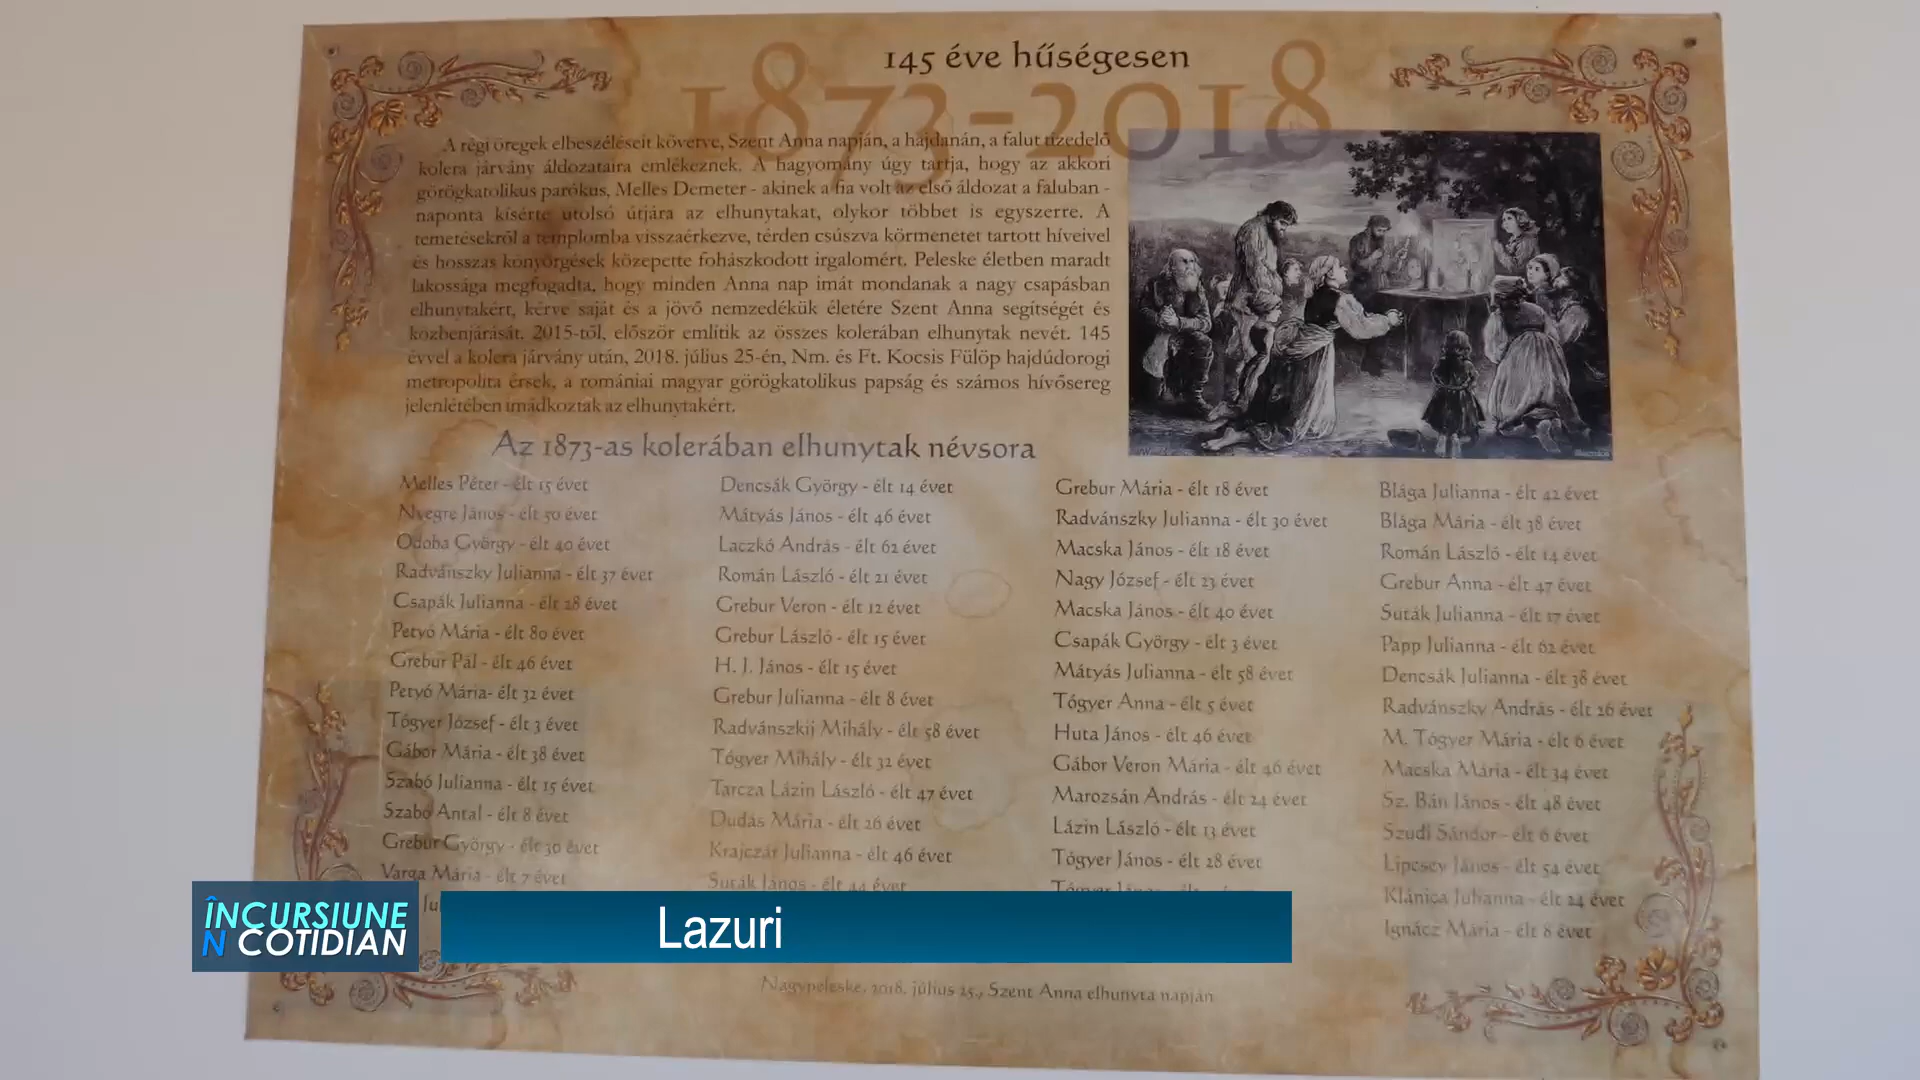 145 éve hűségesen
1873-2018
A régi öregek elbeszéléseit követve, Szent Anna napján, a hajdanán, a falut tizedelő
kolera járvány áldozataira emlékeznek. A hagyomány úgy tartja, hogy az akkori
görögkatolikus parókus, Melles Demeter - akinek a fia volt az első áldozat a faluban -
naponta kísérte utolsó útjára az elhunytakat, olykor többet is egyszerre. A
temetésekről a templomba visszaérkezve, térden csúszva körmenetet tartott híveivel
és hosszas könyörgések közepette fohászkodott irgalomért. Peleske életben maradt
lakossága megfogadta, hogy minden Anna nap imát mondanak a nagy csapásban
elhunytakért, kérve saját és a jövő nemzedékük életére Szent Anna segítségét és
közbenjárását. 2015-től, először említik az összes kolerában elhunytak nevét. 145
évvel a kolera járvány után, 2018. július 25-én, Nm. és Ft. Kocsis Fülöp hajdúdorogi
metropolita érsek, a romániai magyar görögkatolikus papság és számos hívősereg
jelenlétében imádkoztak az elhunytakért.
Az 1873-as kolerában elhunytak névsora
Melles Péter - élt 15 évet
Nyegre János - élt 50 évet
Odoba György - élt 40 évet
Radvánszky Julianna - élt 37 évet
Csapák Julianna - élt 28 évet
Petyó Mária - élt 80 évet
Grebur Pál - élt 46 évet
Petyó Mária- élt 32 évet
Tógyer József - élt 3 évet
Gábor Mária - élt 38 évet
Szabó Julianna - élt 15 évet
Szabó Antal - élt 8 évet
Grebur György - élt 30 évet
Varga Mária - élt 7 évet
Dencsák György - élt 14 évet
Mátyás János - élt 46 évet
Laczkó András - élt 62 évet
Román László - élt 21 évet
Grebur Veron - élt 12 évet
Grebur László - élt 15 évet
H. J. János - élt 15 évet
Grebur Julianna - élt 8 évet
Radvánszkij Mihály - élt 58 évet
Tógyer Mihály - élt 32 évet
Tarcza Lázin László - élt 47 évet
Dudás Mária - élt 26 évet
Krajczár Julianna - élt 46 évet
Suták János - élt 44 évet
Grebur Mária - élt 18 évet
Radvánszky Julianna - élt 30 évet
Macska János - élt 18 évet
Nagy József - élt 23 évet
Macska János - élt 40 évet
Csapák György - élt 3 évet
Mátyás Julianna - élt 58 évet
Tógyer Anna - élt 5 évet
Huta János - élt 46 évet
Gábor Veron Mária - élt 46 évet
Marozsán András - élt 24 évet
Lázin László - élt 13 évet
Tógyer János - élt 28 évet
Blága Julianna - élt 42 évet
Blága Mária - élt 38 évet
Román László - élt 14 évet
Grebur Anna - élt 47 évet
Suták Julianna - élt 17 évet
Papp Julianna - élt 62 évet
Dencsák Julianna - élt 38 évet
Radvánszky András - élt 26 évet
M. Tógyer Mária - élt 6 évet
Macska Mária - élt 34 évet
Sz. Bán János - élt 48 évet
Szudi Sándor - élt 6 évet
Lipcsey János - élt 54 évet
Klánica Julianna - élt 24 évet
Ignácz Mária - élt 8 évet
Nagypeleske, 2018. július 25., Szent Anna elhunyta napján
ÎNCURSIUNE
N COTIDIAN
Lazuri